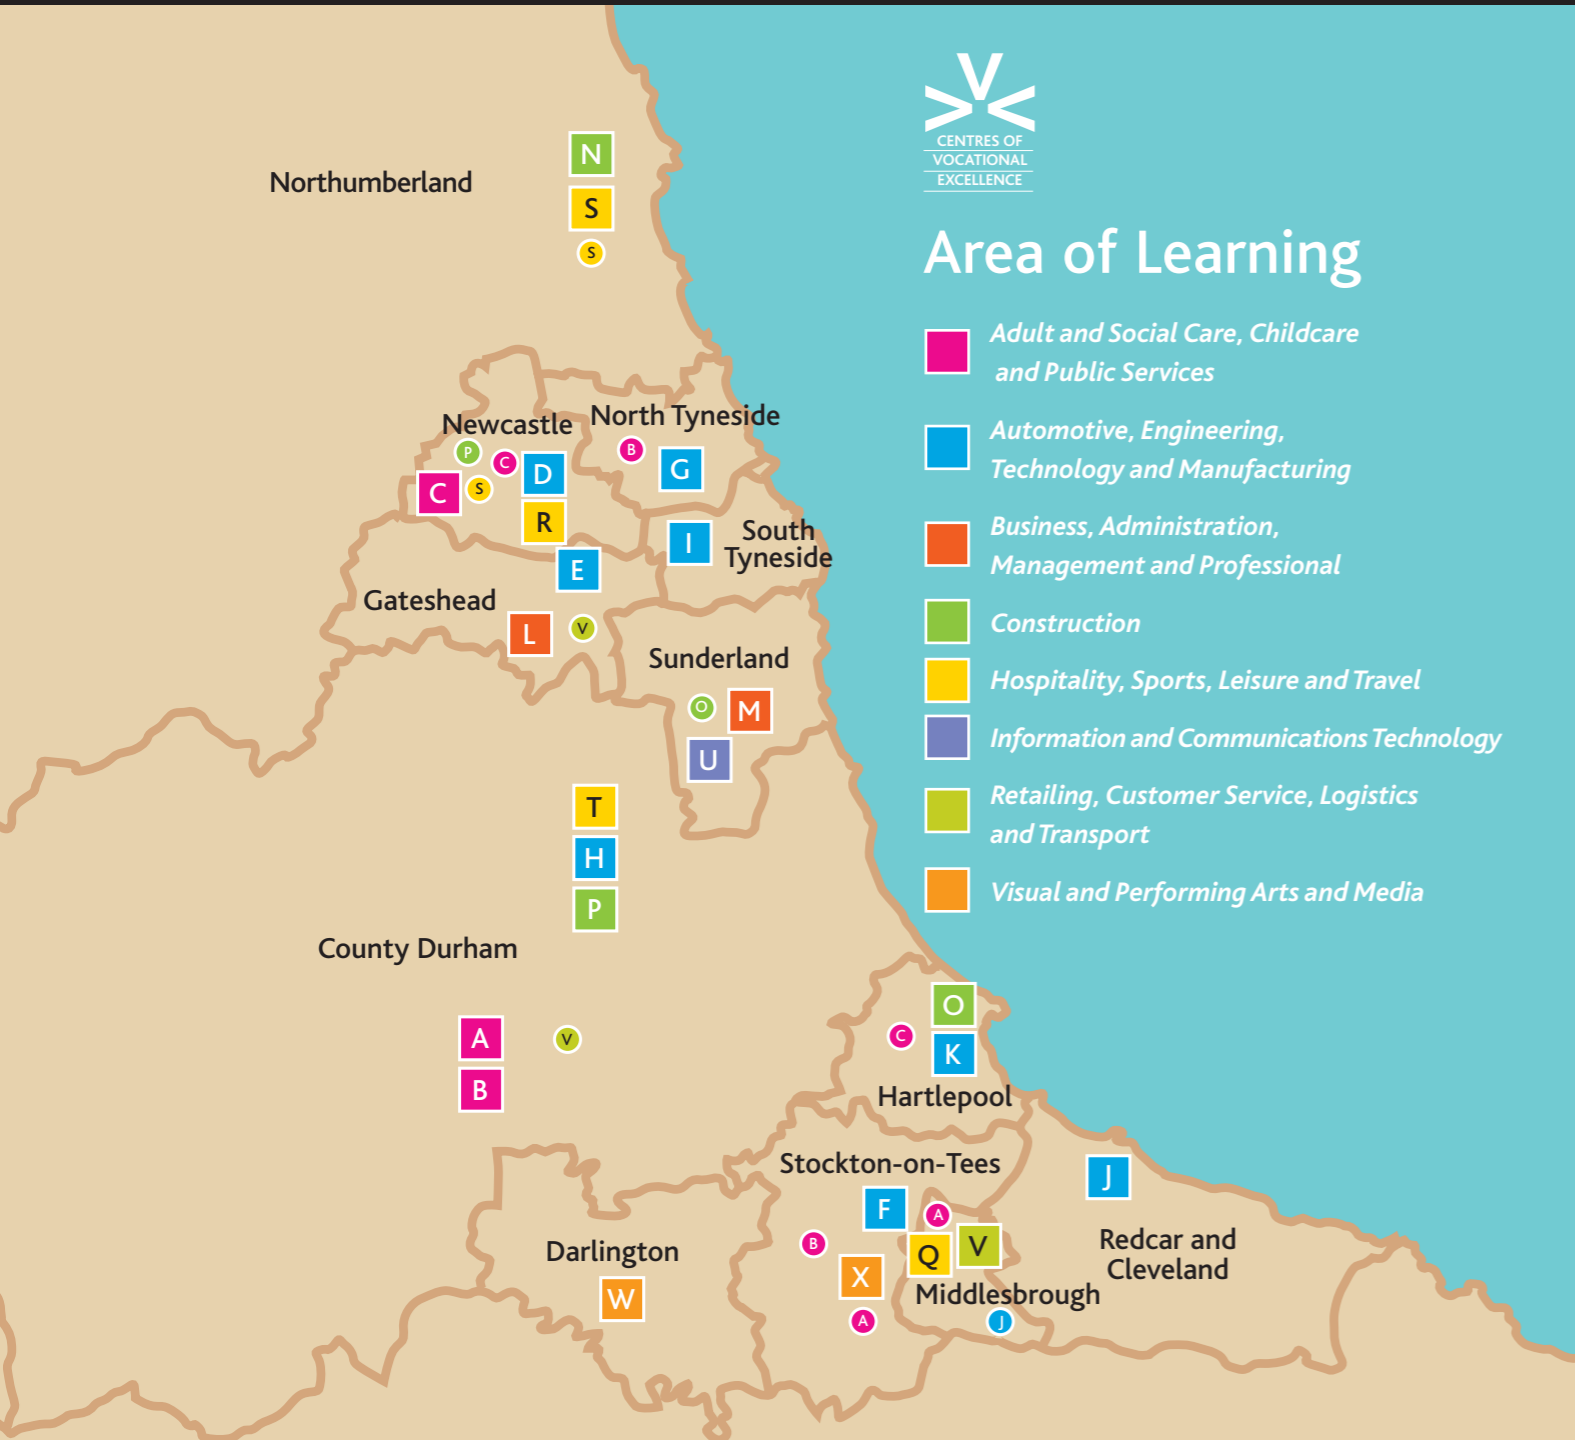 CENTRES OF
VOCATIONAL
EXCELLENCE
Area of Learning
Adult and Social Care, Childcare
and Public Services
Automotive, Engineering,
Technology and Manufacturing
Business, Administration,
Management and Professional
Construction
Hospitality, Sports, Leisure and Travel
Information and Communications Technology
Retailing, Customer Service, Logistics
and Transport
Visual and Performing Arts and Media
Northumberland
N
S
S
Newcastle
P
C
D
C
S
R
North Tyneside
B
G
South
Tyneside
I
E
Gateshead
L
V
Sunderland
O
M
U
T
H
P
County Durham
A
V
B
O
C
K
Hartlepool
Stockton-on-Tees
F
A
B
Q
V
X
Middlesbrough
A
J
J
Redcar and
Cleveland
Darlington
W